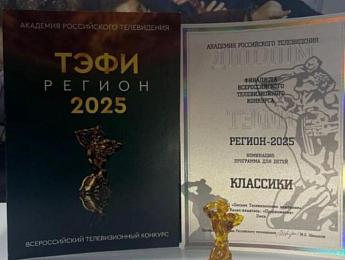 АКАДЕМИЯ РОССИЙСКОГО ТЕЛЕВИДЕНИЯ
ТЭФИ
РЕГИОН
2025
ВСЕРОССИЙСКИЙ ТЕЛЕВИЗИОННЫЙ КОНКУРС
АКАДЕМИЯ РОССИЙСКОГО ТЕЛЕВИДЕНИЯ
ДИПЛОМ
ФИНАЛИСТА
ВСЕРОССИЙСКОГО
ТЕЛЕВИЗИОННОГО
КОНКУРСА
РЕГИОН-2025
НОМИНАЦИЯ
ПРОГРАММА ДЛЯ ДЕТЕЙ
КЛАССИКИ